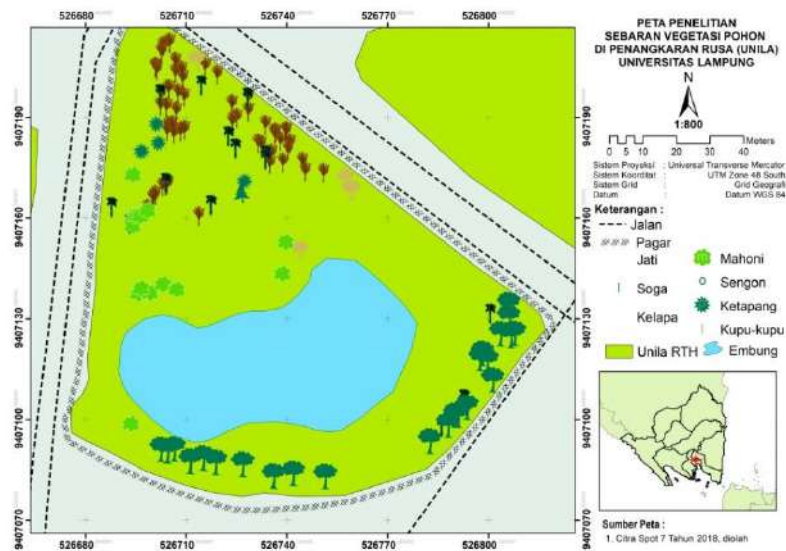 526680 526710 526740 526770 526800
PETA PENELITIAN
SEBARAN VEGETASI POHON
DI PENANGKARAN RUSA (UNILA)
UNIVERSITAS LAMPUNG
N
1:800
0 5 10 20 30 40
Meters
Sistem Proyeksi : Universal Transverse Mercator
Sistem Koordinat : UTM Zone 48 South
Sistem Grid : Grid Geografi
Datum : Datum WGS 84
Keterangan :
Jalan
Pagar
Jati
Soga
Kelapa
Mahoni
Sengon
Ketapang
Kupu-kupu
Unila RTH
Embung
Sumber Peta :
1. Citra Spot 7 Tahun 2018, diolah
9407190 9407190
9407160 9407160
9407130 9407130
9407100 9407100
9407070 9407070
526680 526710 526740 526770 526800